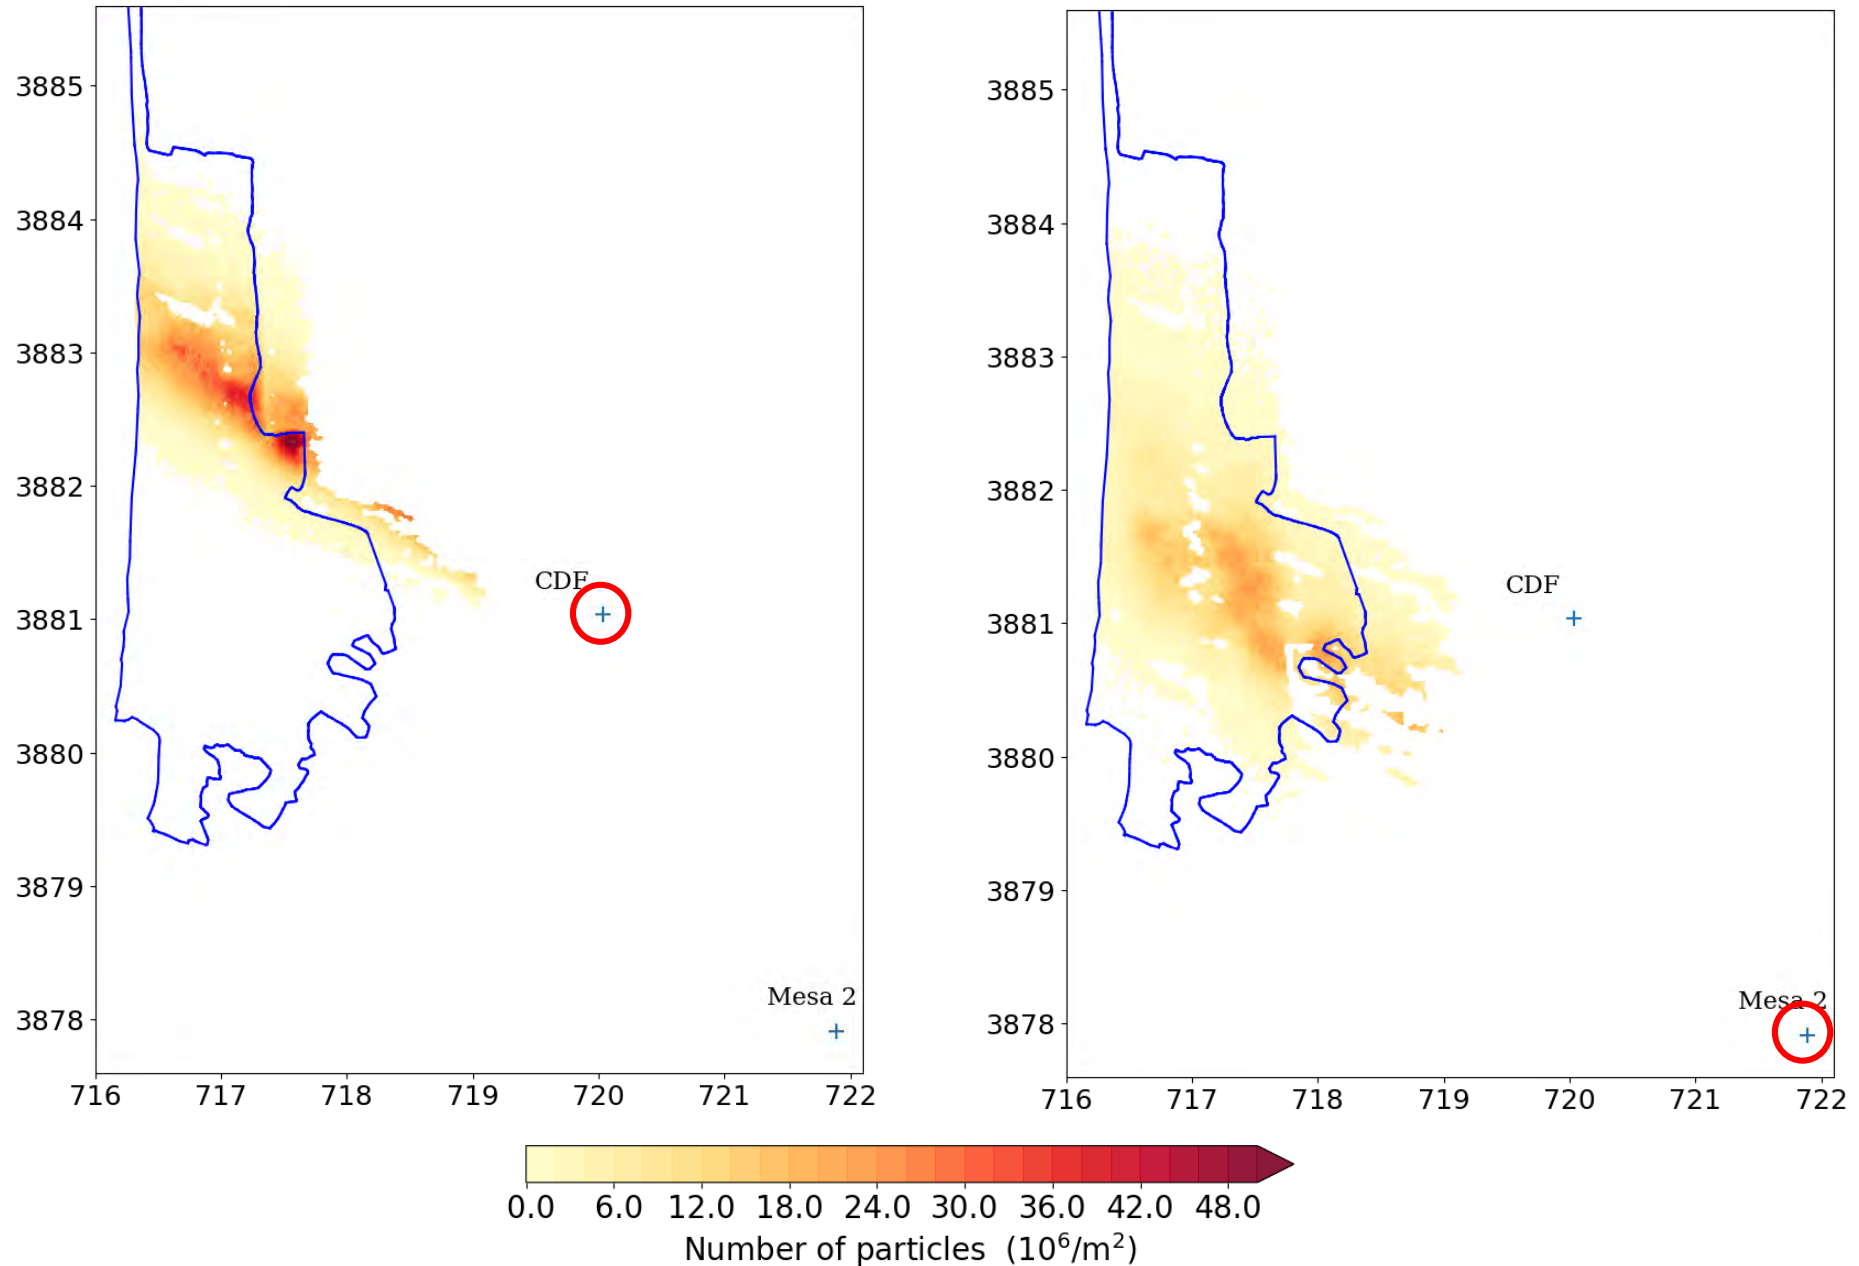 3885
3884
3883
3882
3881
3880
3879
3878
716 717 718 719 720 721 722
CDF
Mesa 2
3885
3884
3883
3882
3881
3880
3879
3878
716 717 718 719 720 721 722
CDF
Mesa 2
0.0 6.0 12.0 18.0 24.0 30.0 36.0 42.0 48.0
Number of particles (10⁶/m²)